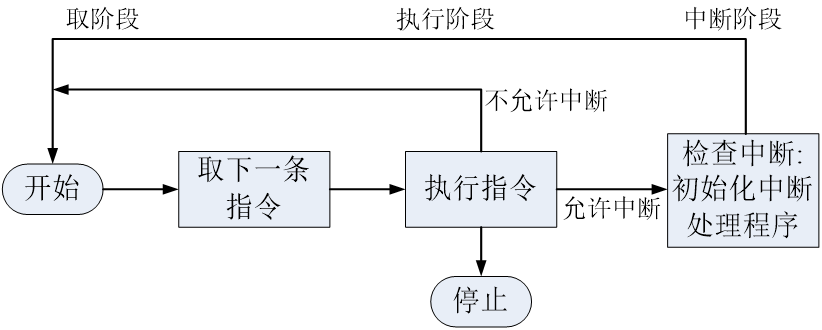 取阶段
执行阶段
中断阶段
不允许中断
开始
取下一条
指令
执行指令
允许中断
检查中断:
初始化中断
处理程序
停止